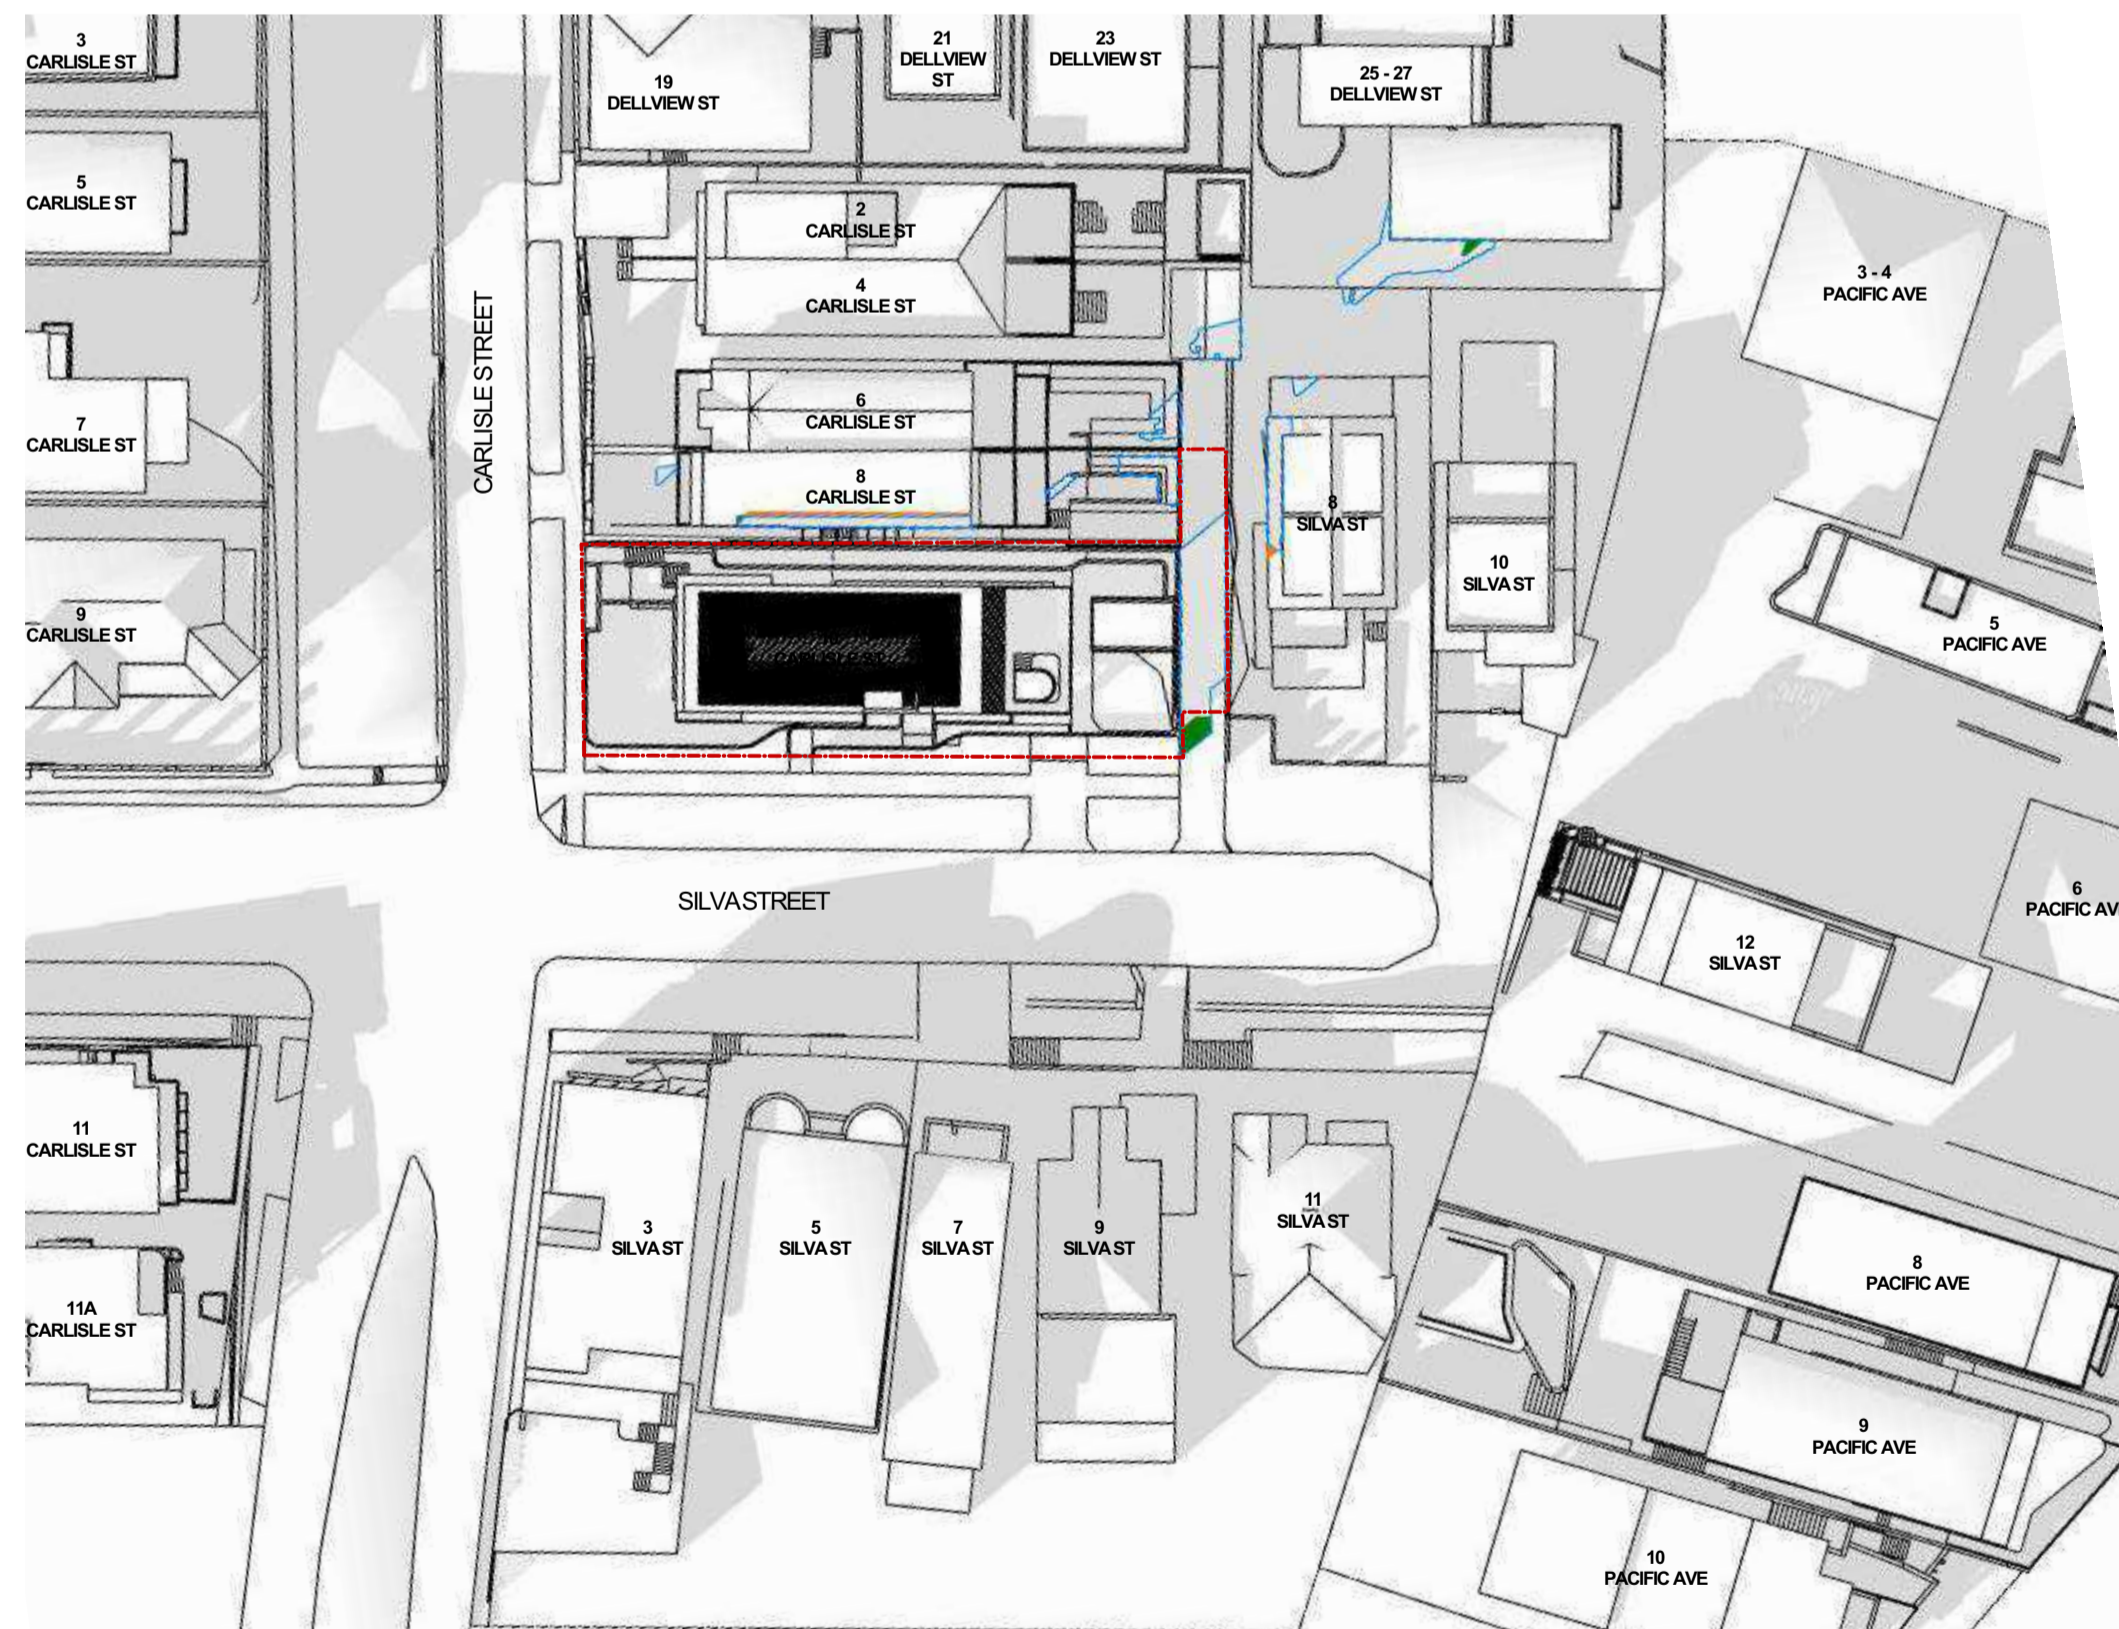 3
CARLISLE ST
19
DELLVIEW ST
21
DELLVIEW
ST
23
DELLVIEW ST
25 - 27
DELLVIEW ST
5
CARLISLE ST
2
CARLISLE ST
4
CARLISLE ST
3 - 4
PACIFIC AVE
CARLISLE STREET
7
CARLISLE ST
6
CARLISLE ST
8
CARLISLE ST
8
SILVA ST
10
SILVA ST
9
CARLISLE ST
5
PACIFIC AVE
SILVA STREET
6
PACIFIC AV
12
SILVA ST
11
CARLISLE ST
11A
CARLISLE ST
3
SILVA ST
5
SILVA ST
7
SILVA ST
9
SILVA ST
11
SILVA ST
8
PACIFIC AVE
9
PACIFIC AVE
10
PACIFIC AVE